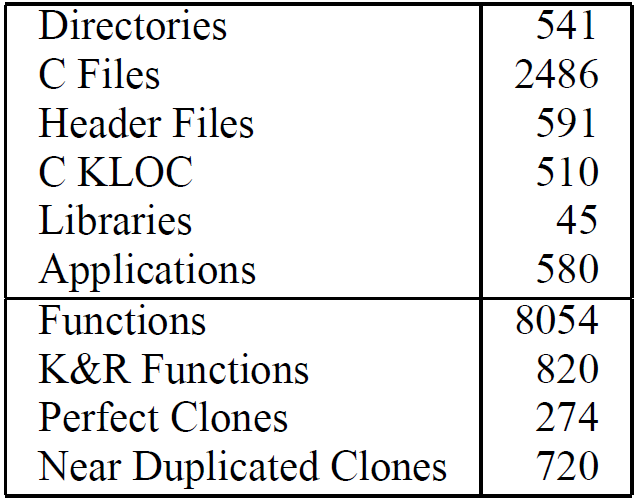 Directories 541
C Files 2486
Header Files 591
C KLOC 510
Libraries 45
Applications 580
Functions 8054
K&R Functions 820
Perfect Clones 274
Near Duplicated Clones 720